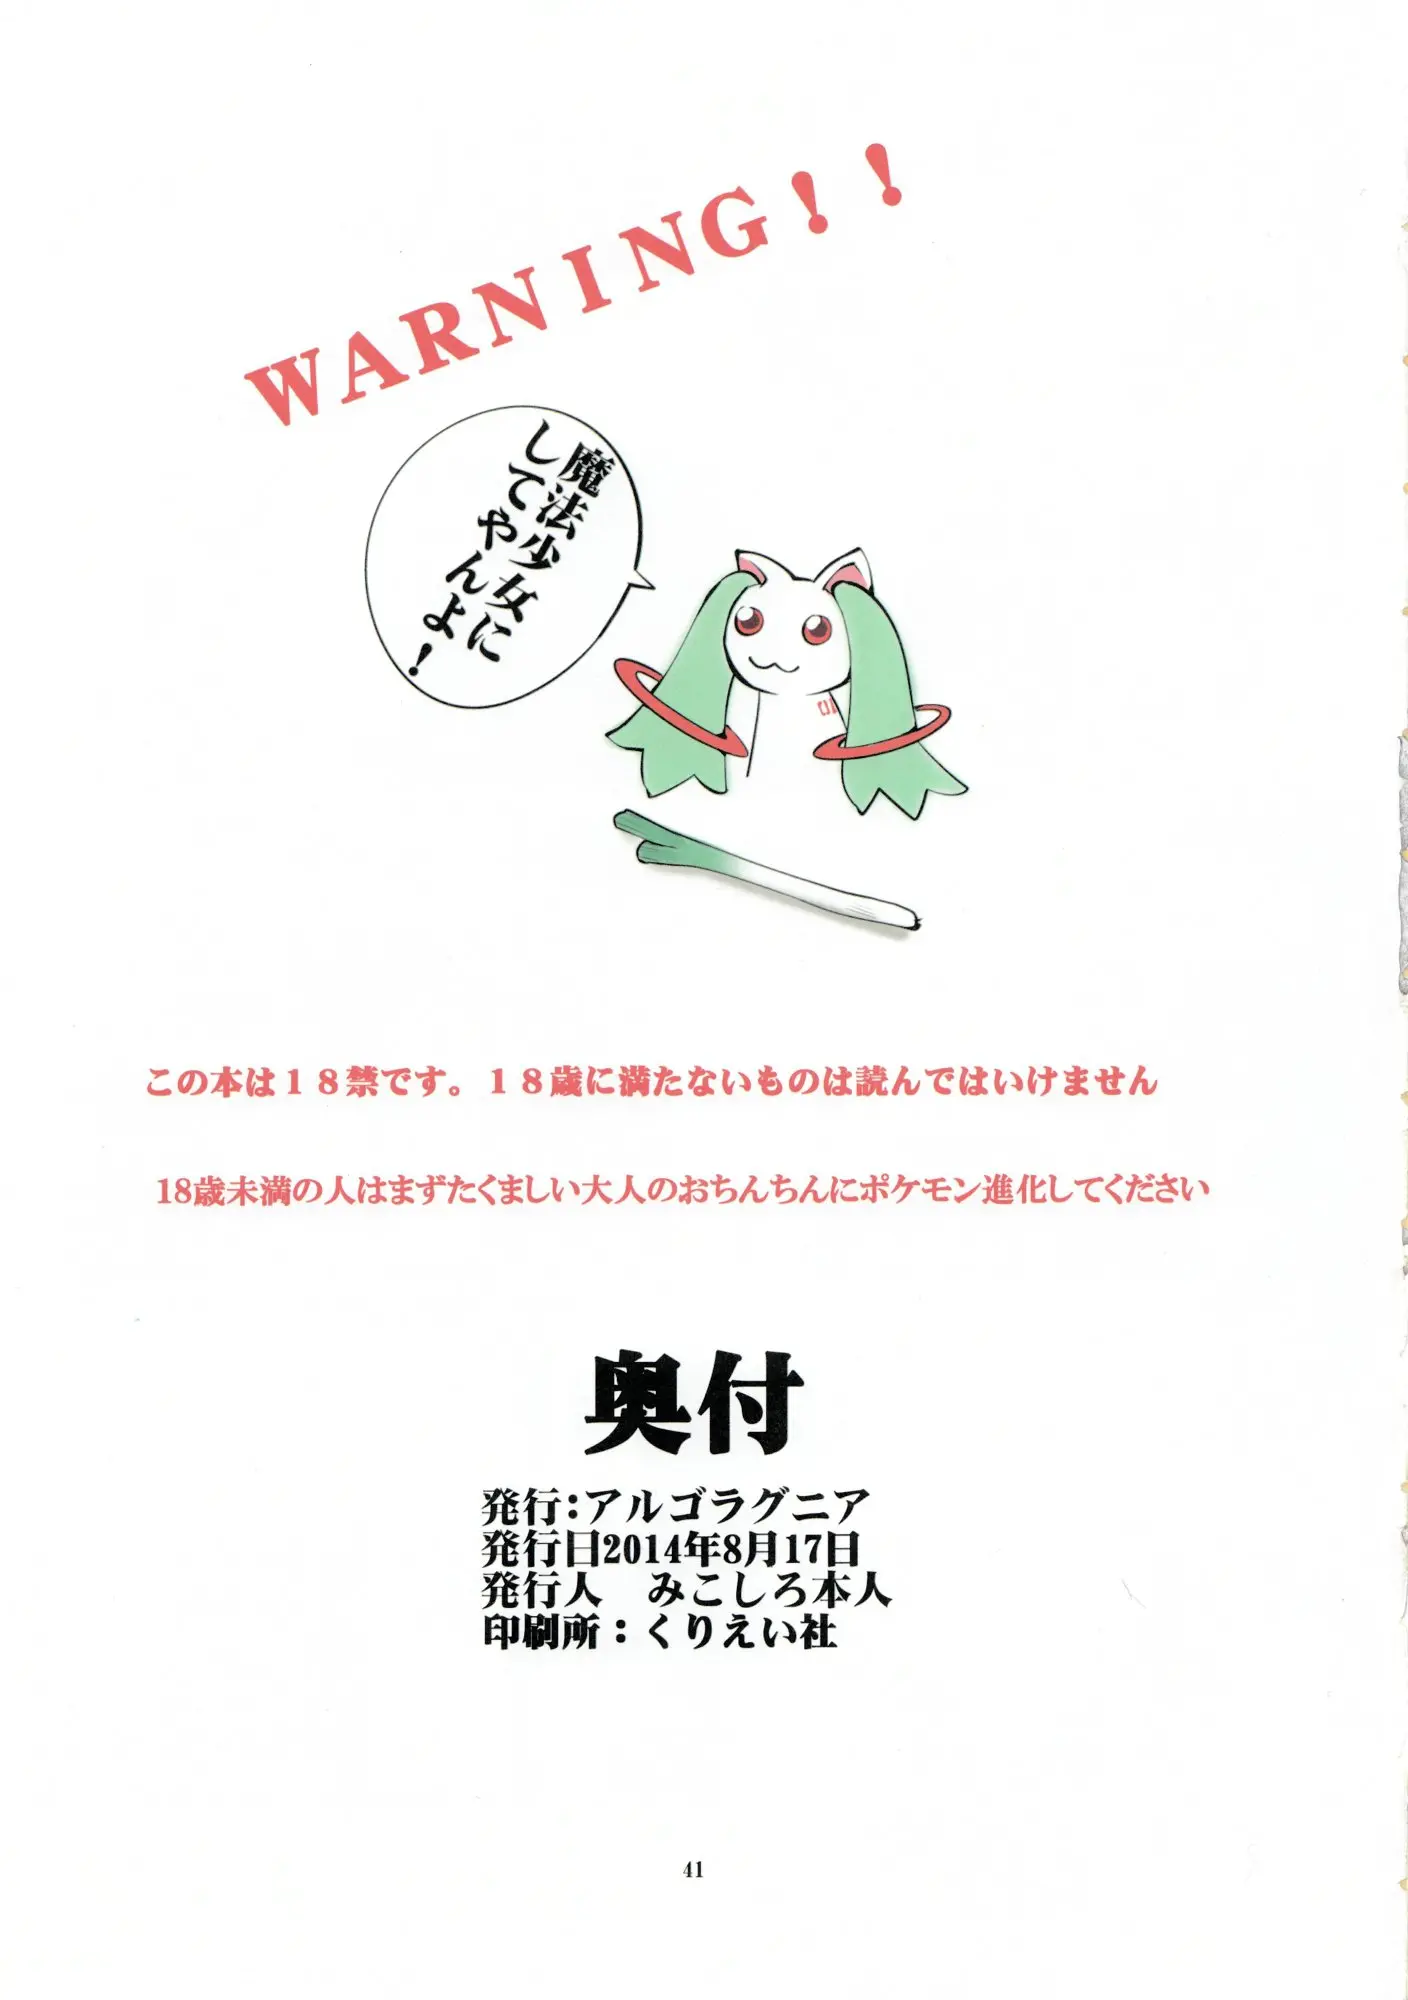 WARNING!!
魔法少女に
してやんよ!
01
この本は１８禁です。１８歳に満たないものは読んではいけません
18歳未満の人はまずたくましい大人のおちんちんにポケモン進化してください
奥付
発行:アルゴラグニア
発行日2014年8月17日
発行人　みこしろ本人
印刷所：くりえい社
41